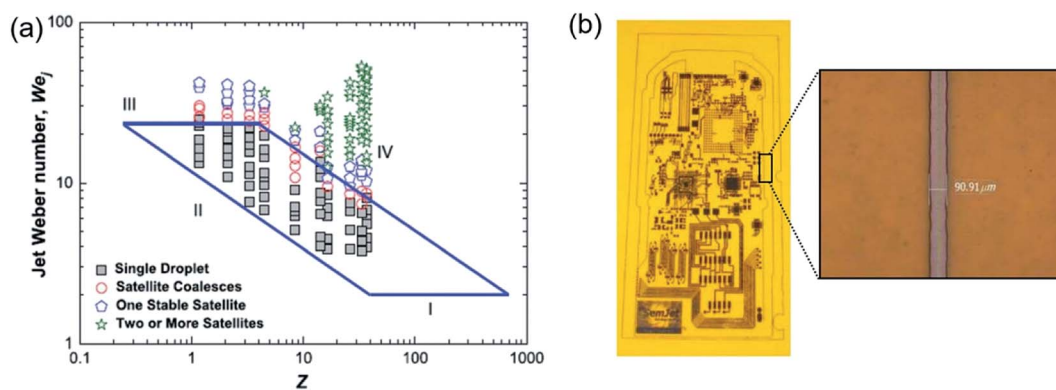 (a)
Jet Weber number, We_j
100
10
1
III
II
IV
I
Single Droplet
Satellite Coalesces
One Stable Satellite
Two or More Satellites
0.1
1
10
100
1000
Z
(b)
SemJet
90.91 µm